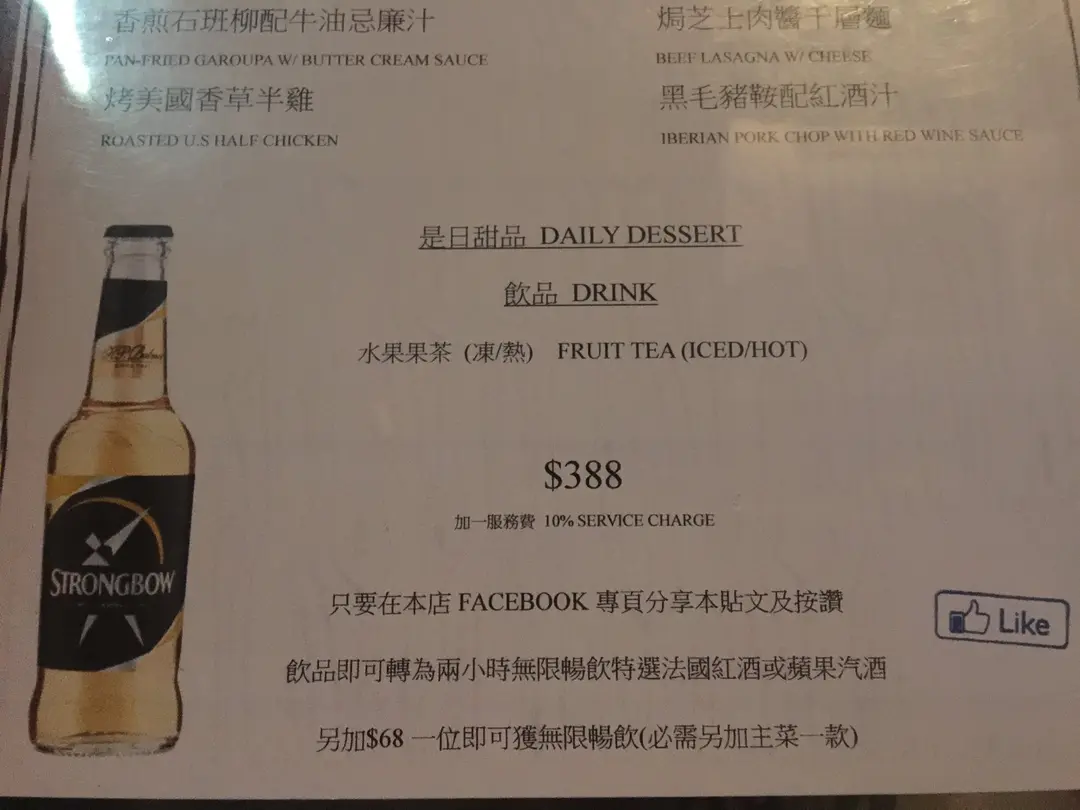 香煎石班柳配牛油忌廉汁
PAN-FRIED GAROUPA W/ BUTTER CREAM SAUCE
烤美國香草半雞
ROASTED U.S HALF CHICKEN
焗芝士肉醬千層麵
BEEF LASAGNA W/ CHEESE
黑毛豬鞍配紅酒汁
IBERIAN PORK CHOP WITH RED WINE SAUCE
是日甜品 DAILY DESSERT
飲品 DRINK
水果果茶 (凍/熱) FRUIT TEA (ICED/HOT)
$388
加一服務費 10% SERVICE CHARGE
STRONGBOW
只要在本店 FACEBOOK 專頁分享本貼文及按讚
Like
飲品即可轉為兩小時無限暢飲特選法國紅酒或蘋果汽酒
另加$68 一位即可獲無限暢飲(必需另加主菜一款)